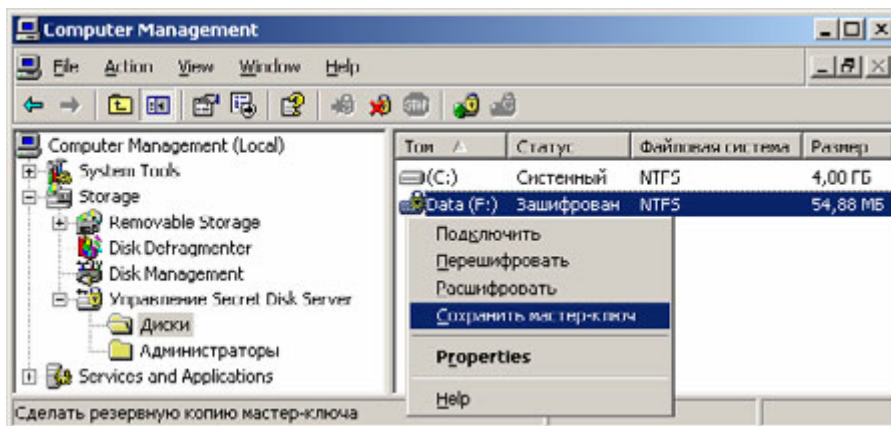 Computer Management
File Action View Window Help
Computer Management (Local)
System Tools
Storage
Removable Storage
Disk Defragmenter
Disk Management
Управление Secret Disk Server
Диски
Администраторы
Services and Applications
Том Статус Файловая система Размер
(C:) Системный NTFS 4,00 ГБ
Data (F:) Зашифрован NTFS 54,88 МБ
Подключить
Перешифровать
Расшифровать
Сохранить мастер-ключ
Properties
Help
Сделать резервную копию мастер-ключа